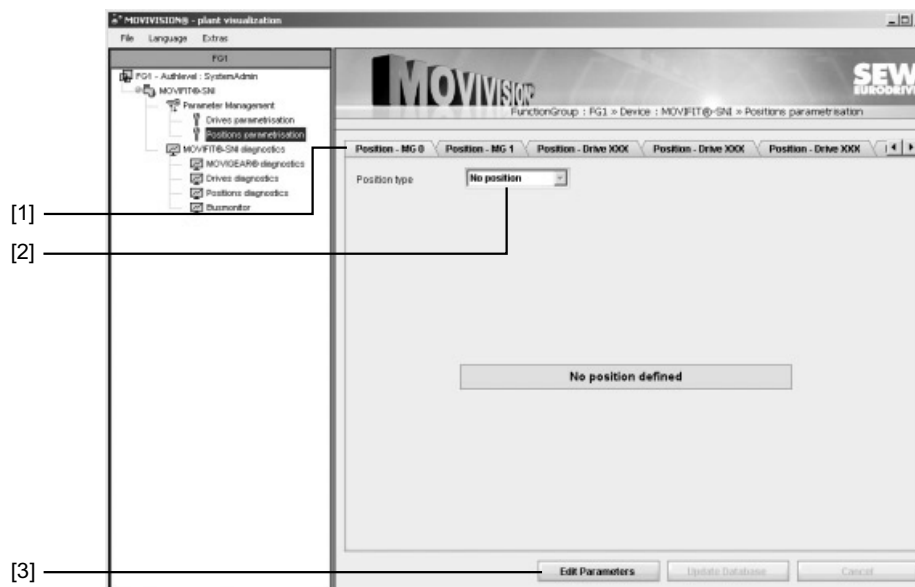 MOVIVISION® - plant visualization
File Language Extras
FG1
FG1 - Authlevel : SystemAdmin
MOVIFIT®-SNI
Parameter Management
Drives parametrisation
Positions parametrisation
MOVIFIT®-SNI diagnostics
MOVIGEAR® diagnostics
Drives diagnostics
Positions diagnostics
Busmonitor
MOVIVISION®
SEW
EURODRIVE
FunctionGroup : FG1 » Device : MOVIFIT®-SNI » Positions parametrisation
Position - MG 0 Position - MG 1 Position - Drive XXX Position - Drive XXX Position - Drive XXX
Position type No position
No position defined
Edit Parameters Update Database Cancel
[1]
[2]
[3]